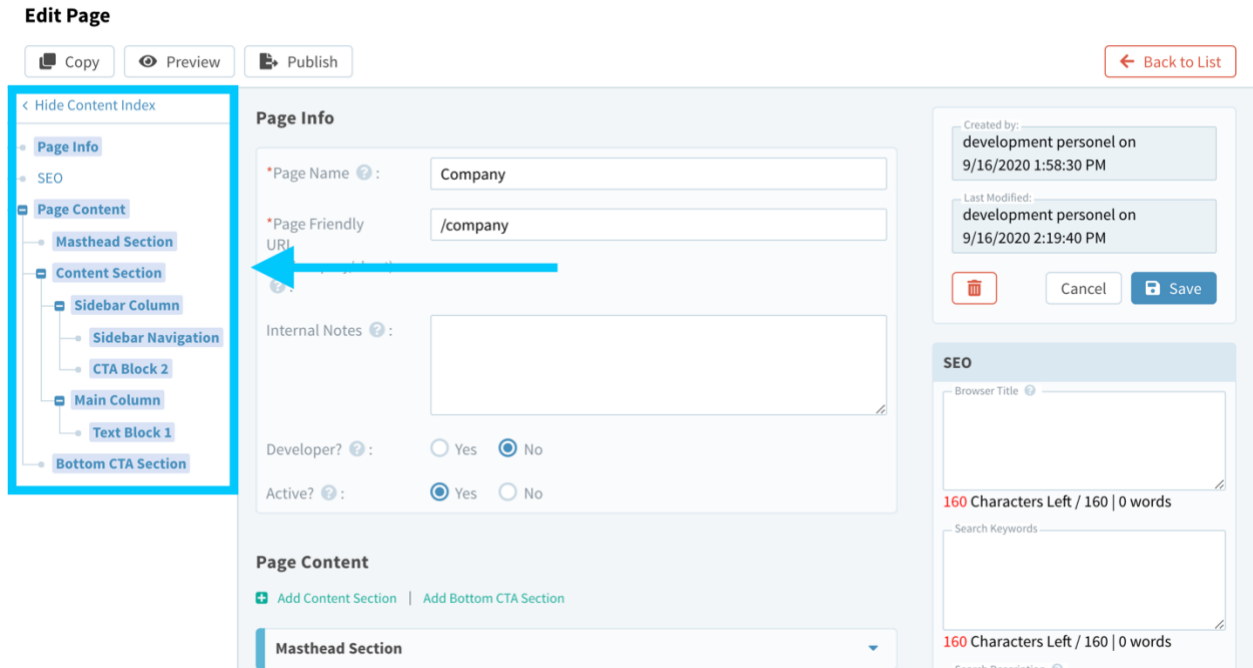 Edit Page
Copy
Preview
Publish
Back to List
Hide Content Index
Page Info
SEO
Page Content
Masthead Section
Content Section
Sidebar Column
Sidebar Navigation
CTA Block 2
Main Column
Text Block 1
Bottom CTA Section
Page Info
*Page Name ? :
Company
*Page Friendly
URL
/company
? :
Internal Notes ? :
Developer? ? :
Yes
No
Active? ? :
Yes
No
Page Content
Add Content Section | Add Bottom CTA Section
Masthead Section
Created by:
development personel on
9/16/2020 1:58:30 PM
Last Modified:
development personel on
9/16/2020 2:19:40 PM
Cancel
Save
SEO
Browser Title ?
160 Characters Left / 160 | 0 words
Search Keywords
160 Characters Left / 160 | 0 words